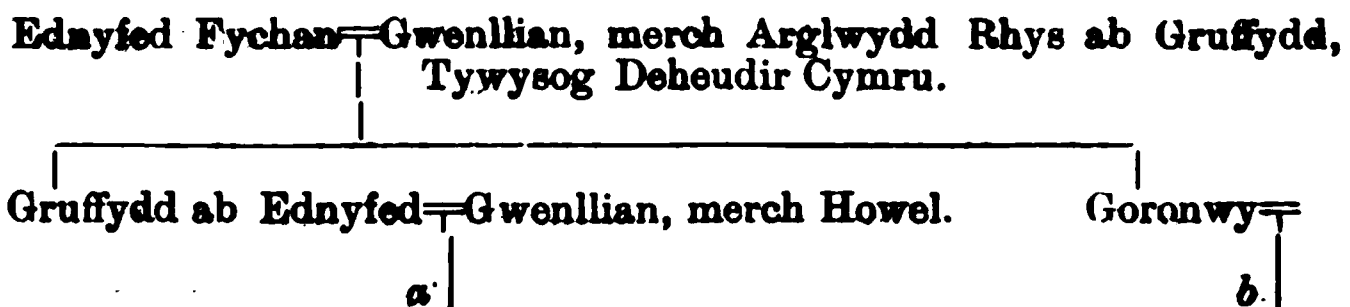 Ednyfed Fychan=Gwenllian, merch Arglwydd Rhys ab Gruffydd,
Tywysog Deheudir Cymru.
Gruffydd ab Ednyfed=Gwenllian, merch Howel. Goronwy=
a b.